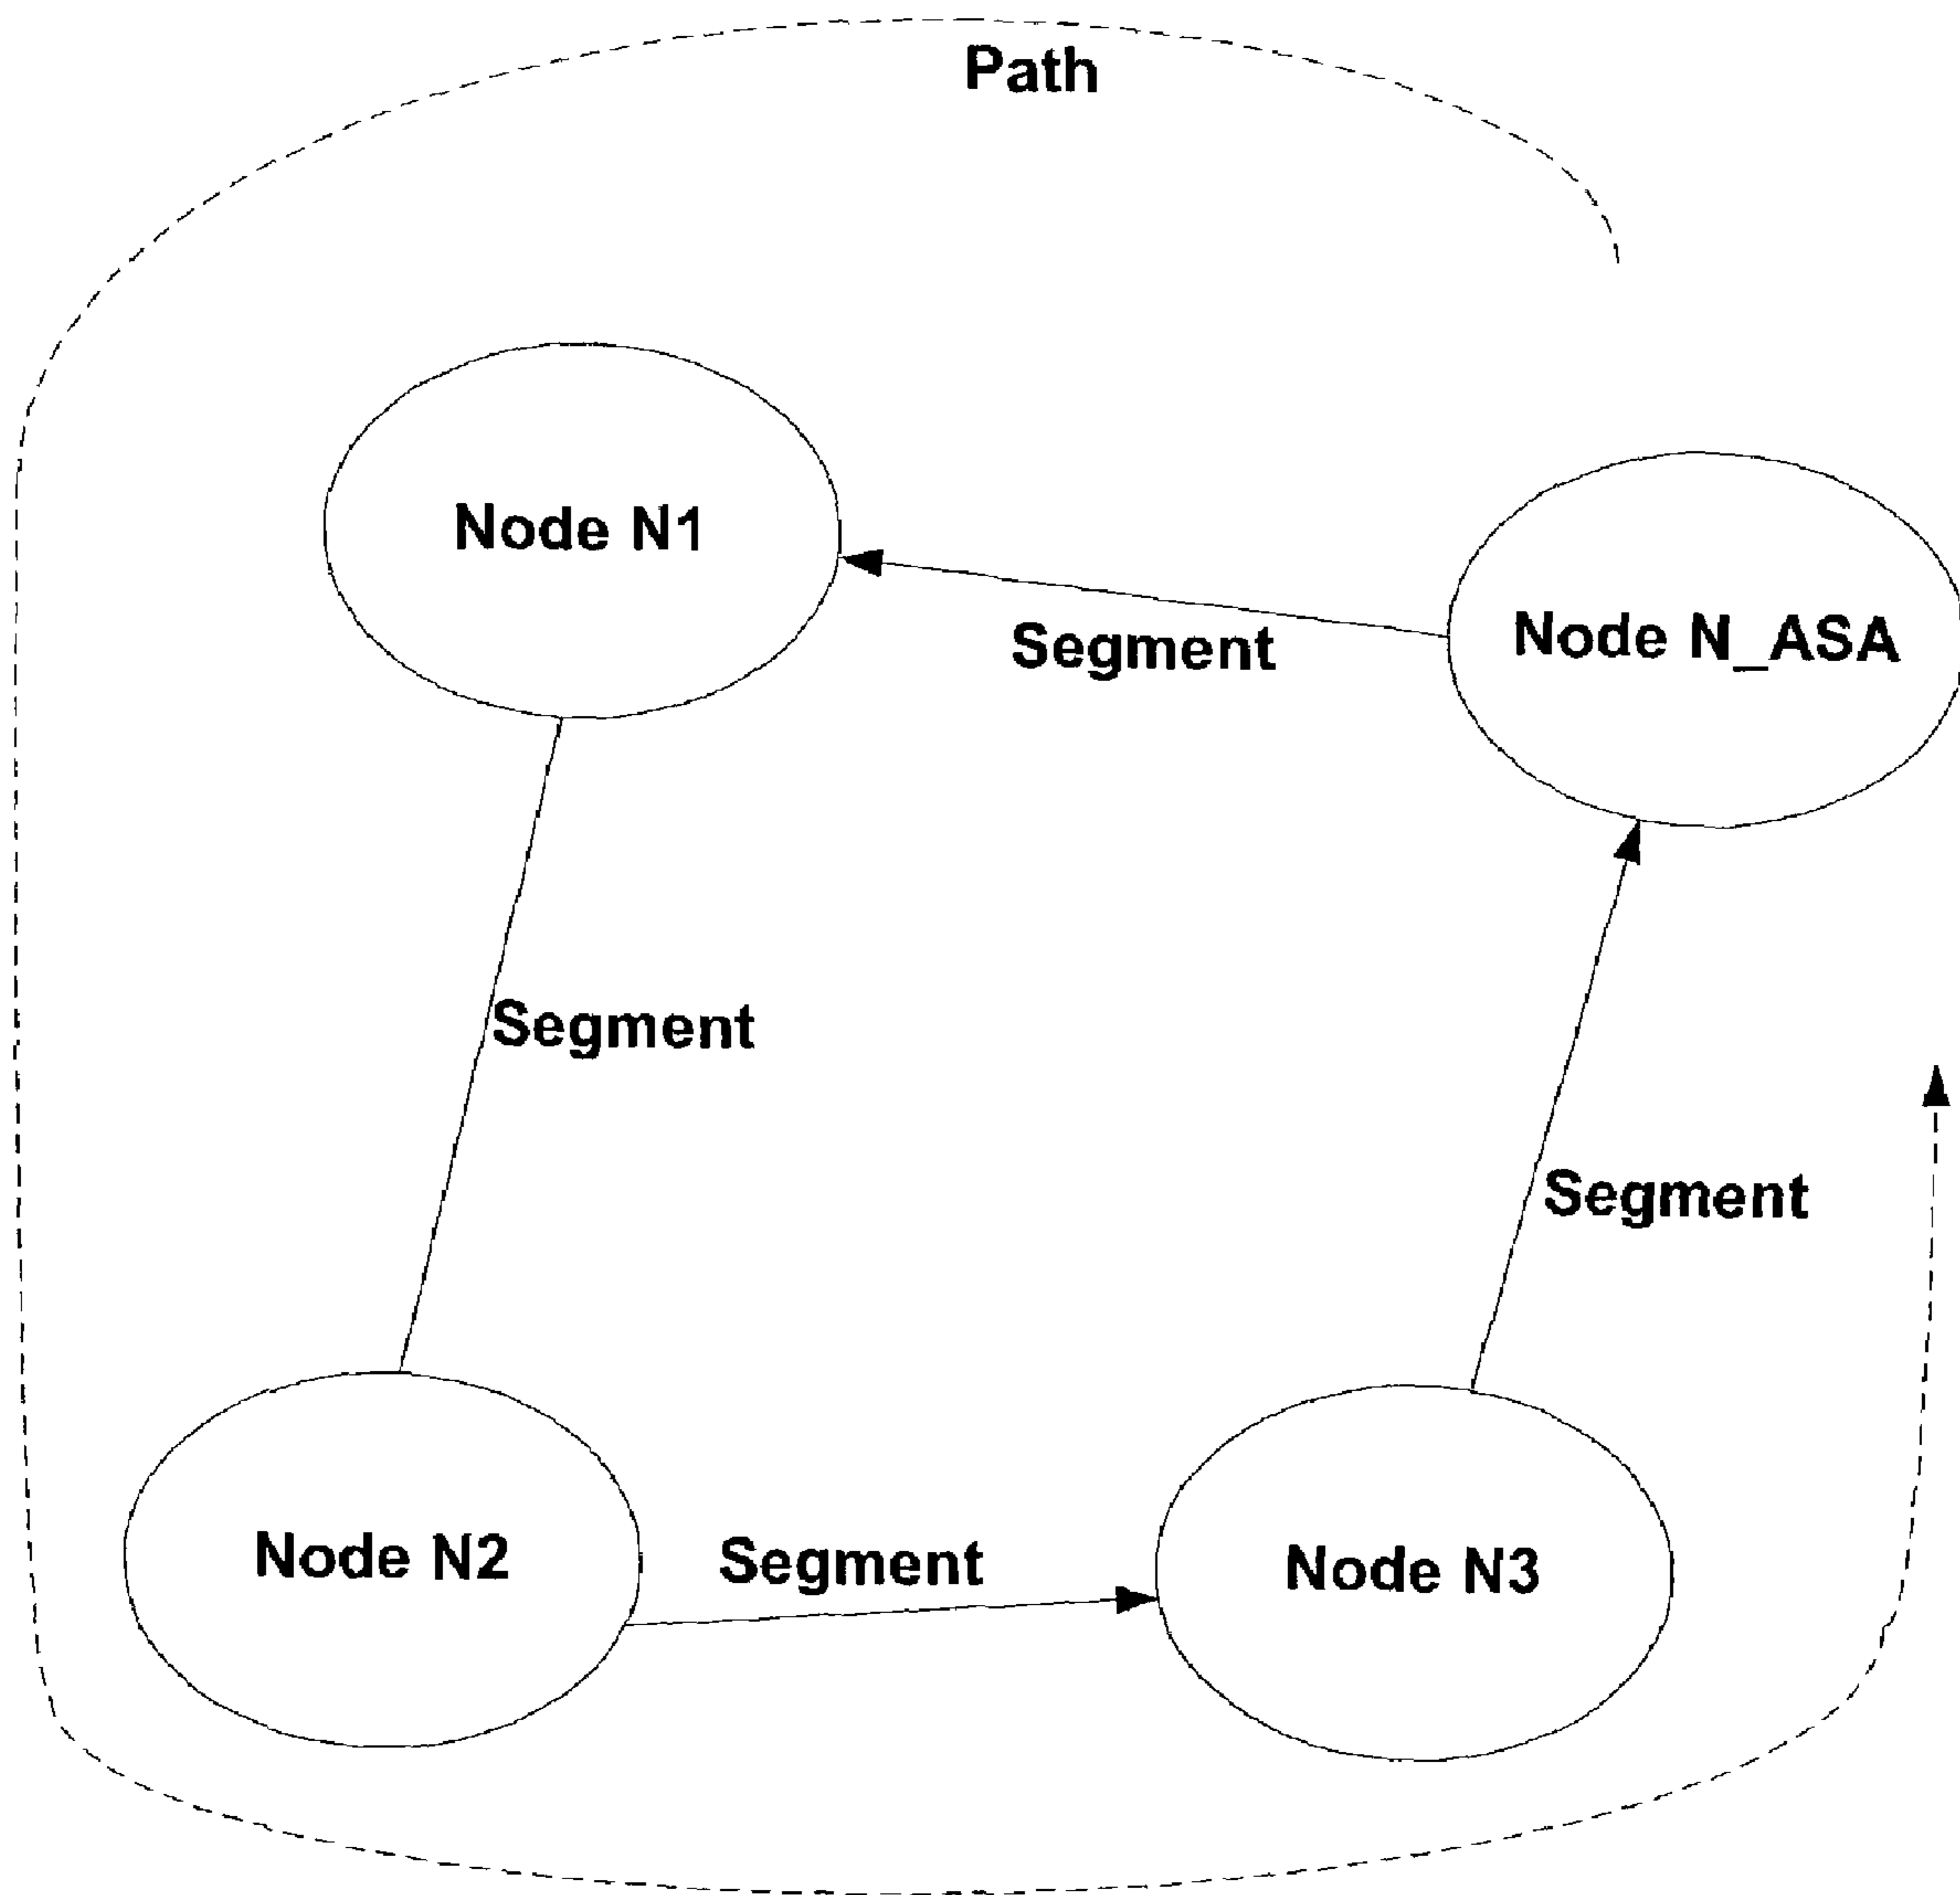 Path
Node N1
Node N_ASA
Segment
Segment
Segment
Node N2
Segment
Node N3